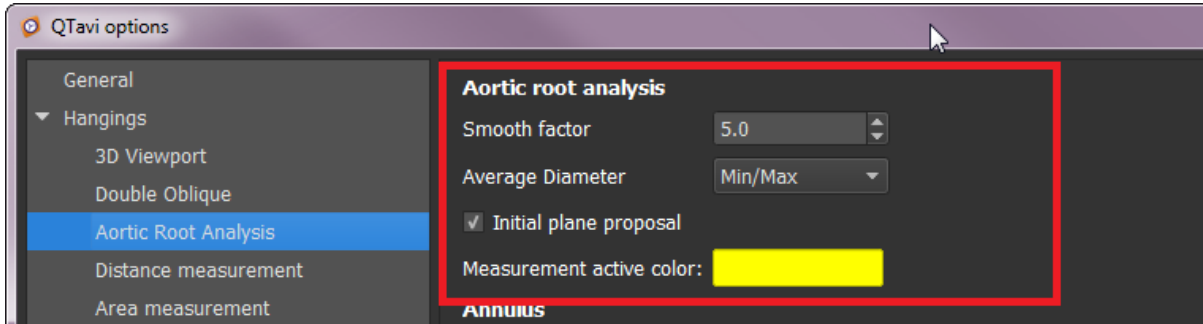 QTavi options
General
Hangings
3D Viewport
Double Oblique
Aortic Root Analysis
Distance measurement
Area measurement
Aortic root analysis
Smooth factor 5.0
Average Diameter Min/Max
Initial plane proposal
Measurement active color:
Annulus